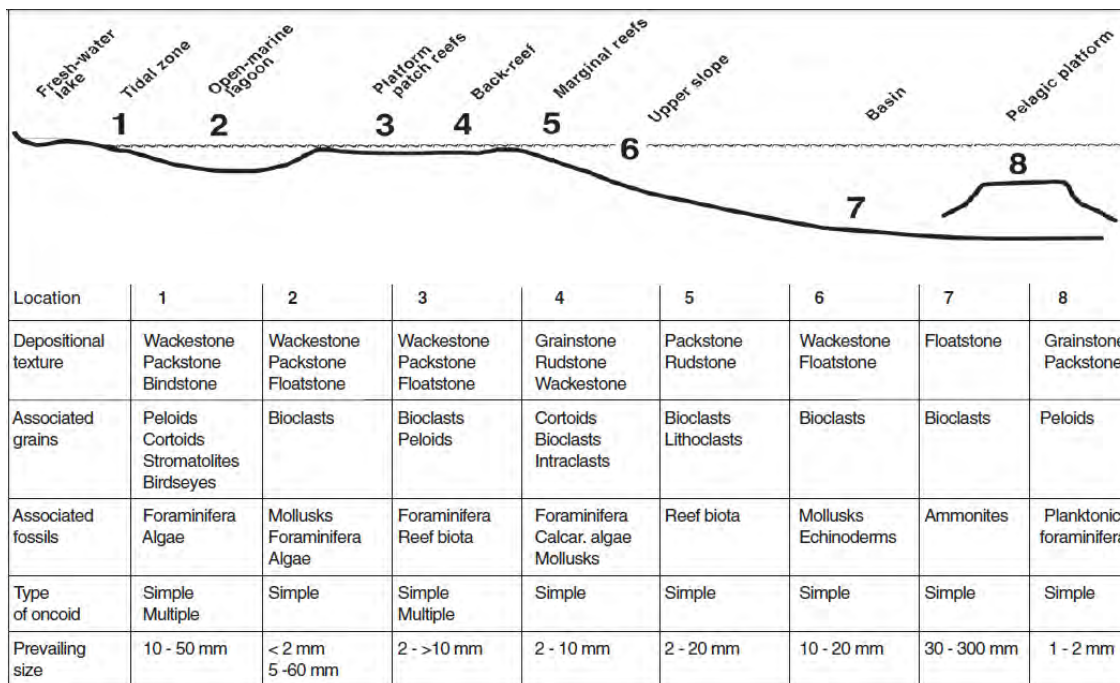 Fresh-water
lake
Tidal zone
Open-marine
lagoon
Platform
patch reefs
Back-reef
Marginal reefs
Upper slope
Basin
Pelagic platform
1 2 3 4 5 6 7 8
Location 1 2 3 4 5 6 7 8
Depositional Wackestone Wackestone Wackestone Grainstone Packstone Wackestone Floatstone Grainstone
texture Packstone Packstone Packstone Rudstone Rudstone Floatstone Packstone
Bindstone Floatstone Floatstone Wackestone
Associated Peloids Bioclasts Bioclasts Cortoids Bioclasts Bioclasts Bioclasts Peloids
grains Cortoids Peloids Bioclasts Lithoclasts
Stromatolites Intraclasts
Birdseyes
Associated Foraminifera Mollusks Foraminifera Foraminifera Reef biota Mollusks Ammonites Planktonic
fossils Algae Foraminifera Reef biota Calcar. algae Echinoderms foraminifera
Algae Mollusks
Type Simple Simple Simple Simple Simple Simple Simple Simple
of oncoid Multiple Multiple
Prevailing 10 - 50 mm < 2 mm 2 - >10 mm 2 - 10 mm 2 - 20 mm 10 - 20 mm 30 - 300 mm 1 - 2 mm
size 5 -60 mm